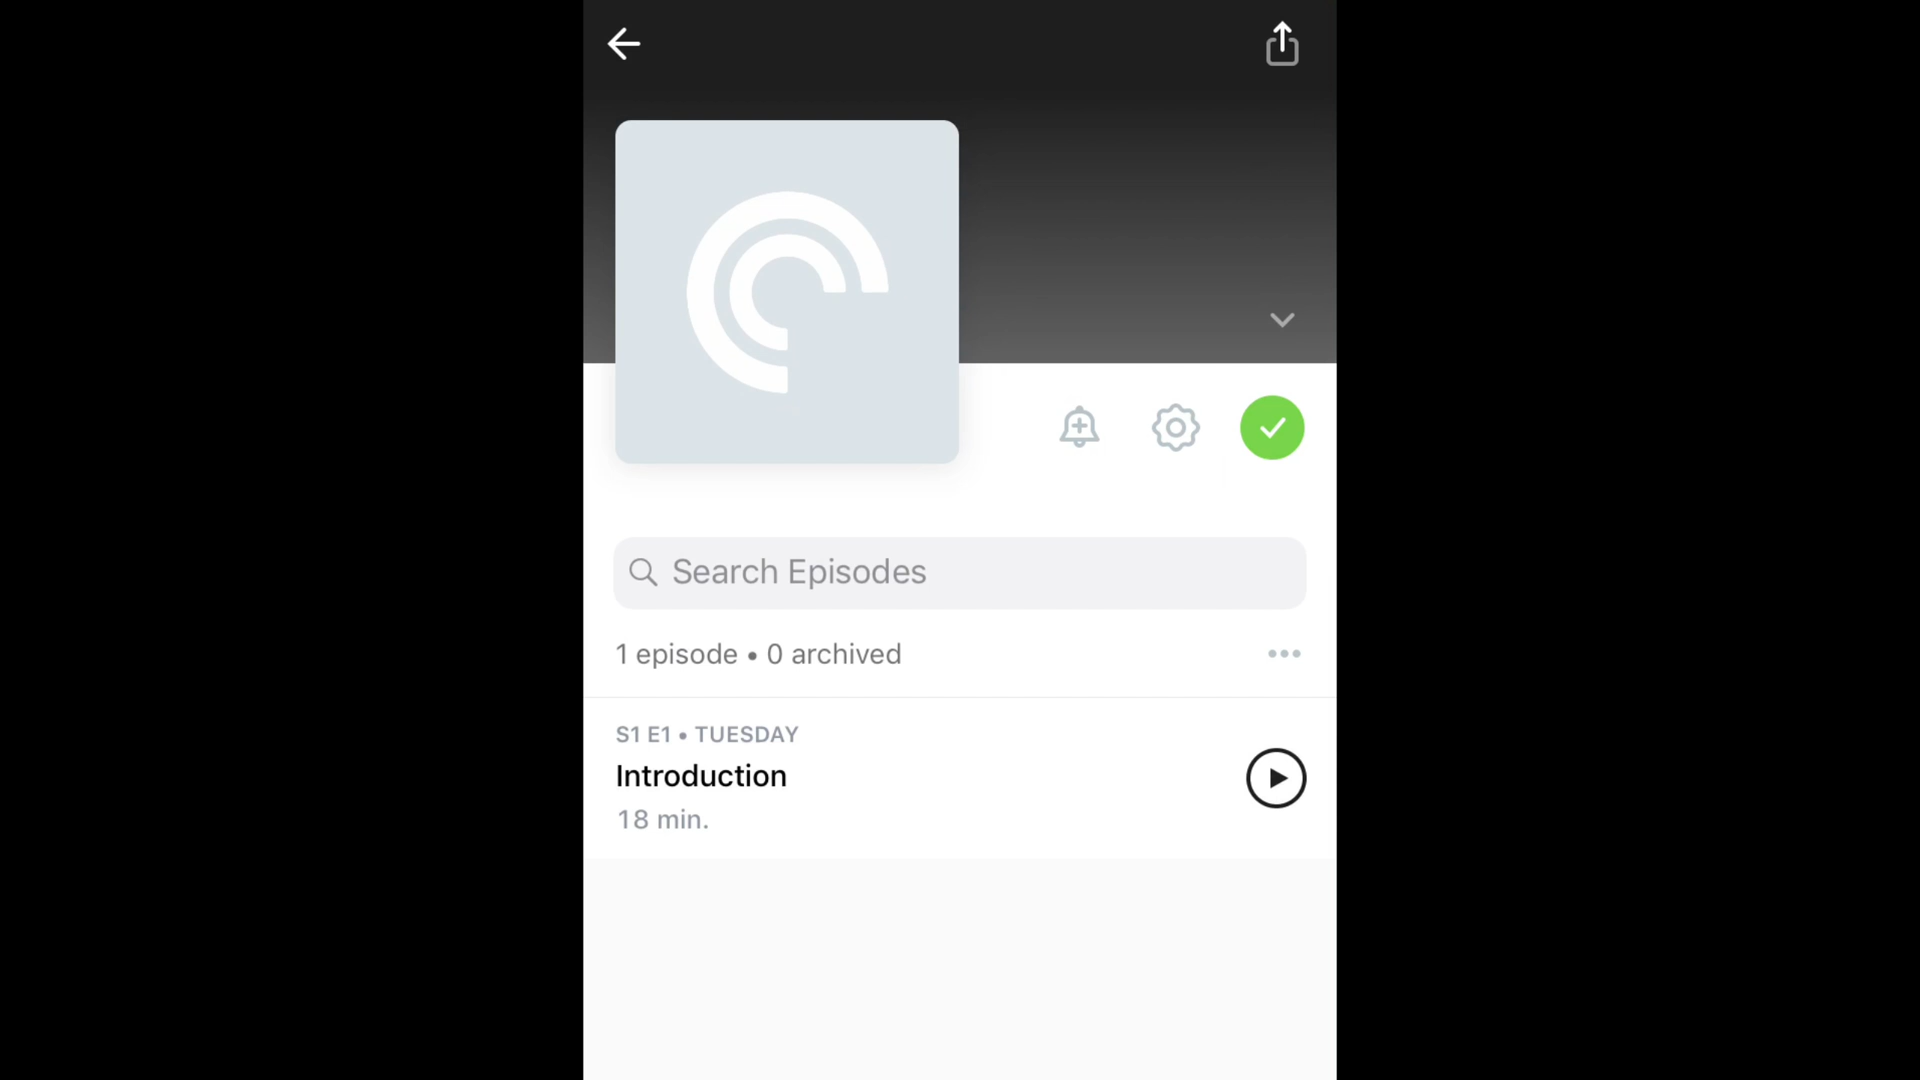 Search Episodes
1 episode • 0 archived
S1 E1 • TUESDAY
Introduction
18 min.